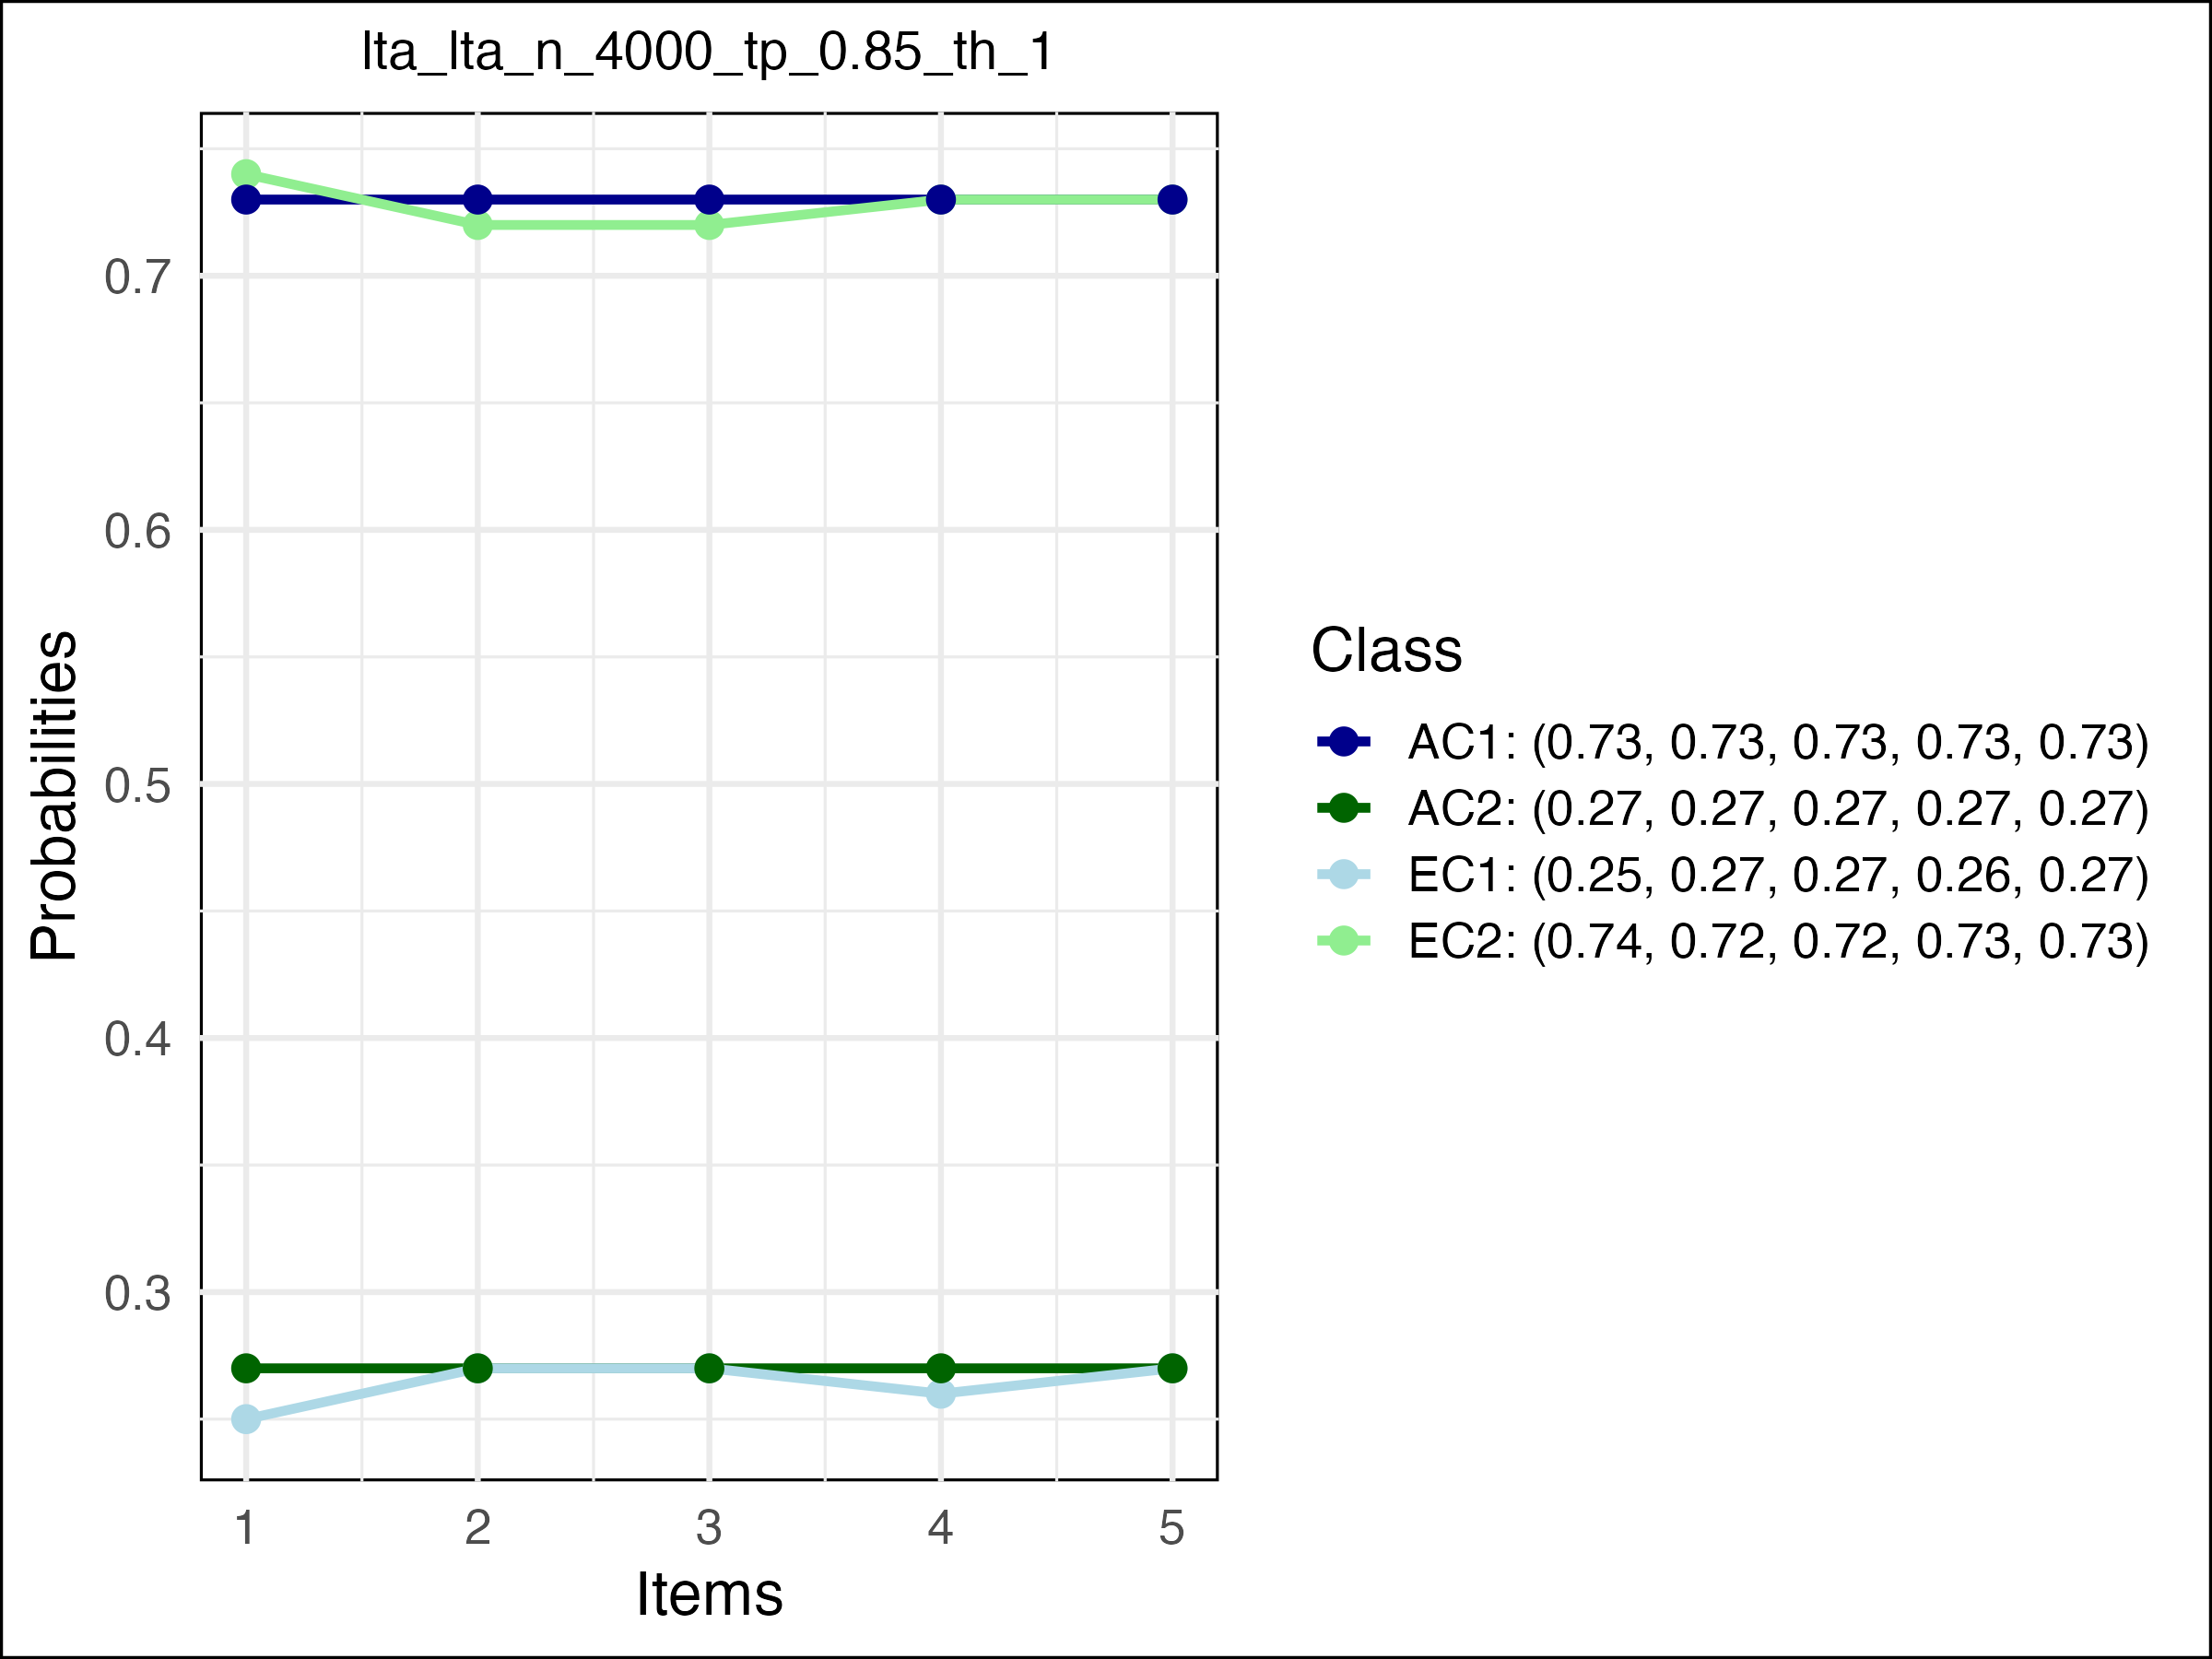 lta_lta_n_4000_tp_0.85_th_1
Probabilities
0.7
0.6
0.5
0.4
0.3
1 2 3 4 5
Items
Class
AC1: (0.73, 0.73, 0.73, 0.73, 0.73)
AC2: (0.27, 0.27, 0.27, 0.27, 0.27)
EC1: (0.25, 0.27, 0.27, 0.26, 0.27)
EC2: (0.74, 0.72, 0.72, 0.73, 0.73)